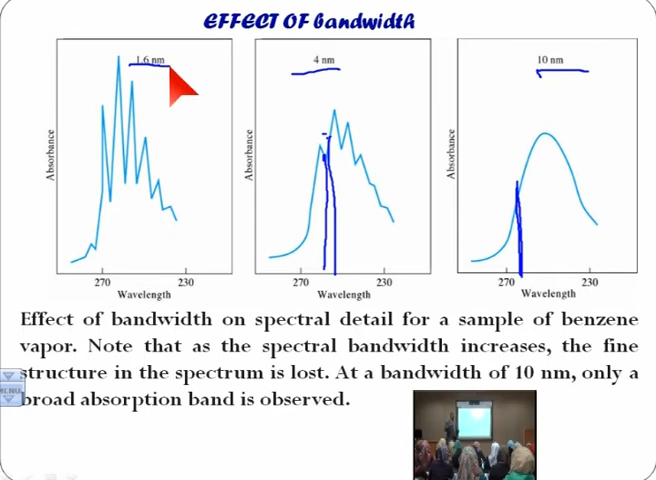 EFFECT OF bandwidth
1.6 nm
4 nm
10 nm
Absorbance
Absorbance
Absorbance
270 230
270 230
270 230
Wavelength
Wavelength
Wavelength
Effect of bandwidth on spectral detail for a sample of benzene
vapor. Note that as the spectral bandwidth increases, the fine
structure in the spectrum is lost. At a bandwidth of 10 nm, only a
broad absorption band is observed.
MENU